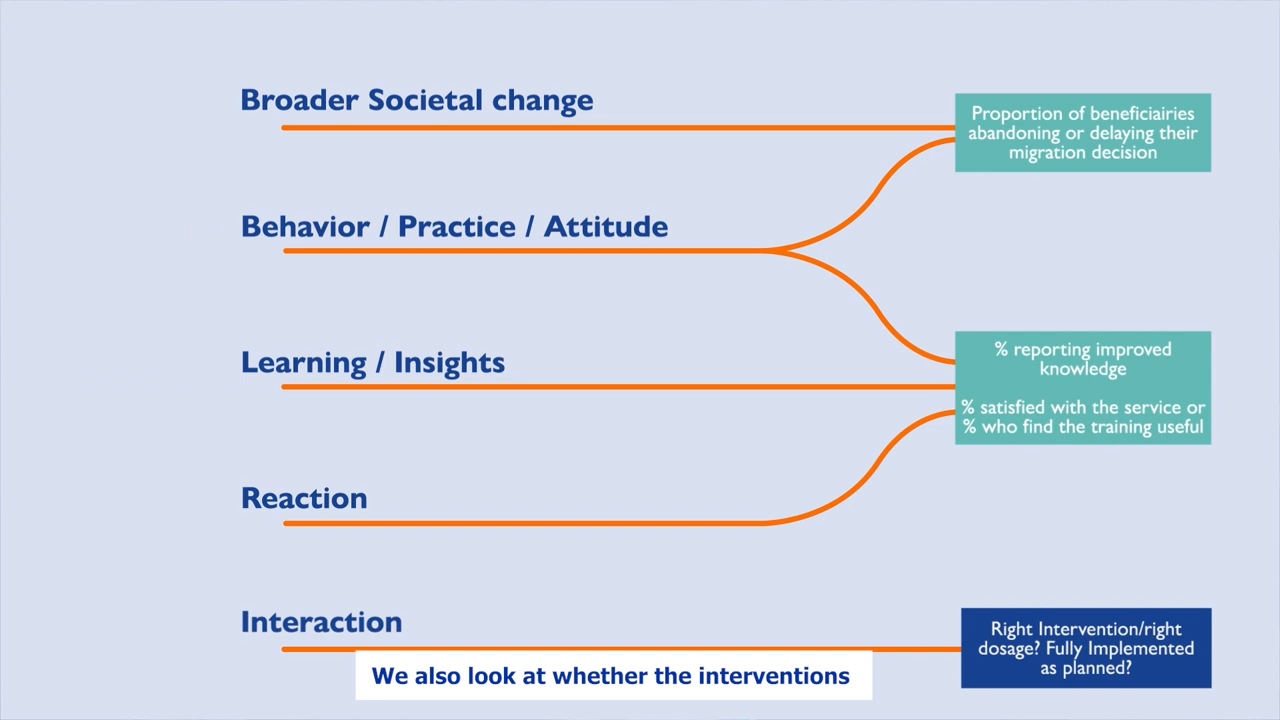 Broader Societal change
Proportion of beneficiairies
abandoning or delaying their
migration decision
Behavior / Practice / Attitude
Learning / Insights
% reporting improved
knowledge
% satisfied with the service or
% who find the training useful
Reaction
Interaction
Right Intervention/right
dosage? Fully Implemented
as planned?
We also look at whether the interventions